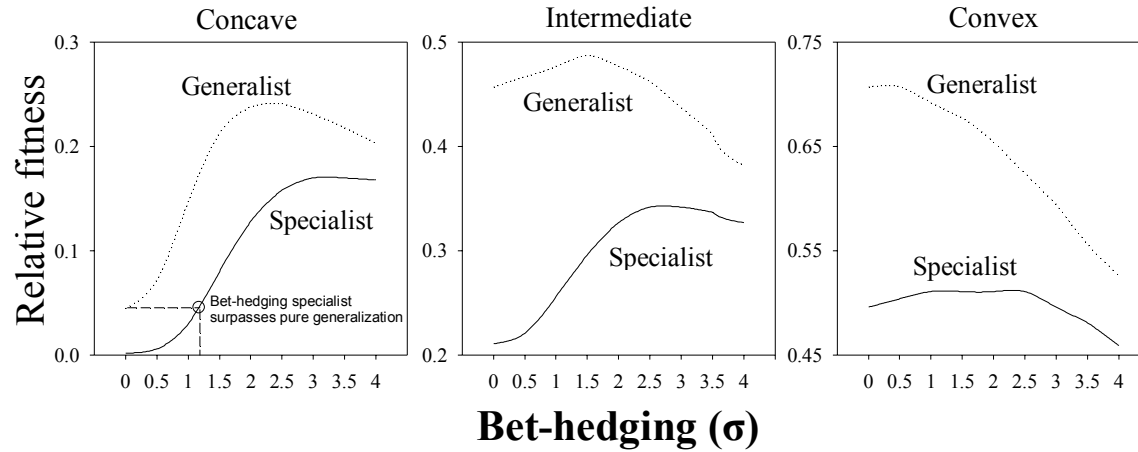 Concave
Intermediate
Convex
Relative fitness
0.3
0.2
0.1
0.0
Generalist
Specialist
Bet-hedging specialist
surpasses pure generalization
0 0.5 1 1.5 2 2.5 3 3.5 4
0.5
0.4
0.3
0.2
Generalist
Specialist
0 0.5 1 1.5 2 2.5 3 3.5 4
0.75
0.65
0.55
0.45
Generalist
Specialist
0 0.5 1 1.5 2 2.5 3 3.5 4
Bet-hedging (σ)